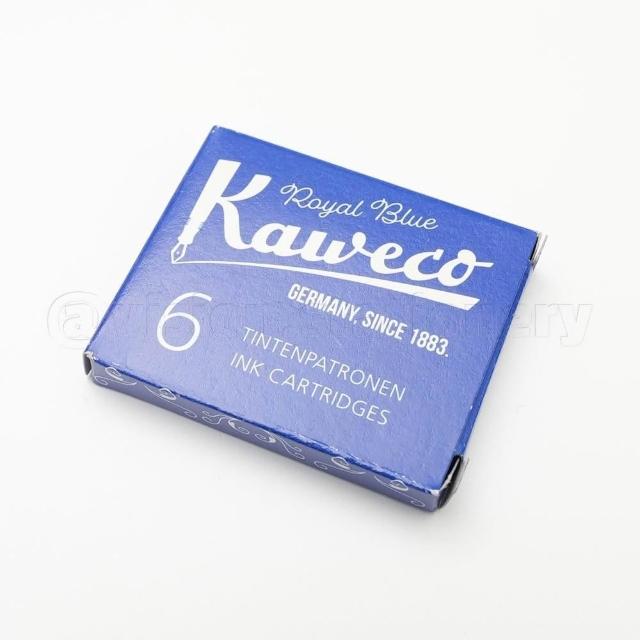 Royal Blue
Kaweco
GERMANY, SINCE 1883.
6
TINTENPATRONEN
INK CARTRIDGES